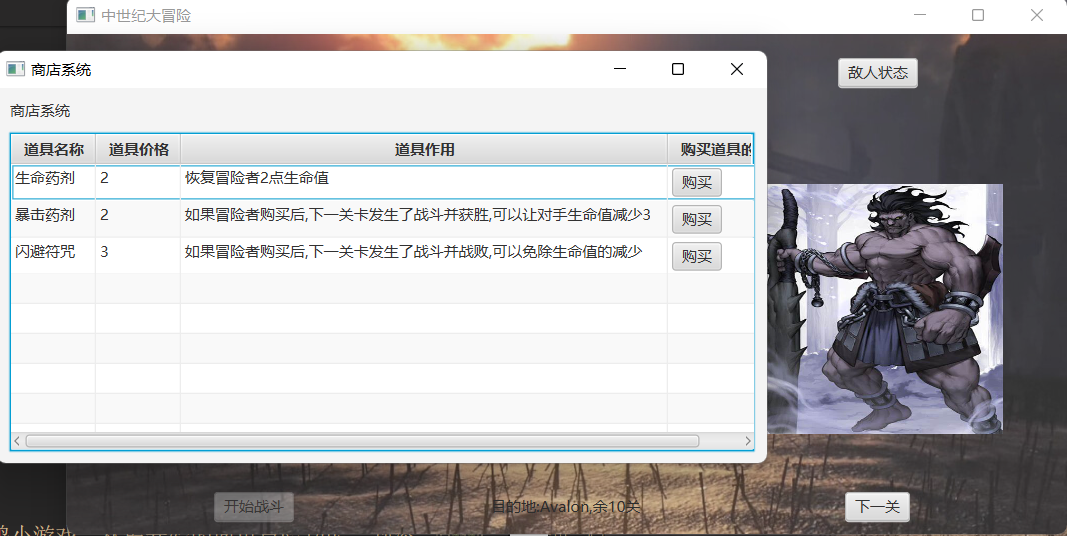 中世纪大冒险
商店系统
敌人状态
商店系统
道具名称 道具价格 道具作用 购买道具的
生命药剂 2 恢复冒险者2点生命值 购买
暴击药剂 2 如果冒险者购买后,下一关卡发生了战斗并获胜,可以让对手生命值减少3 购买
闪避符咒 3 如果冒险者购买后,下一关卡发生了战斗并战败,可以免除生命值的减少 购买
开始战斗 目的地:Avalon,余10关 下一关